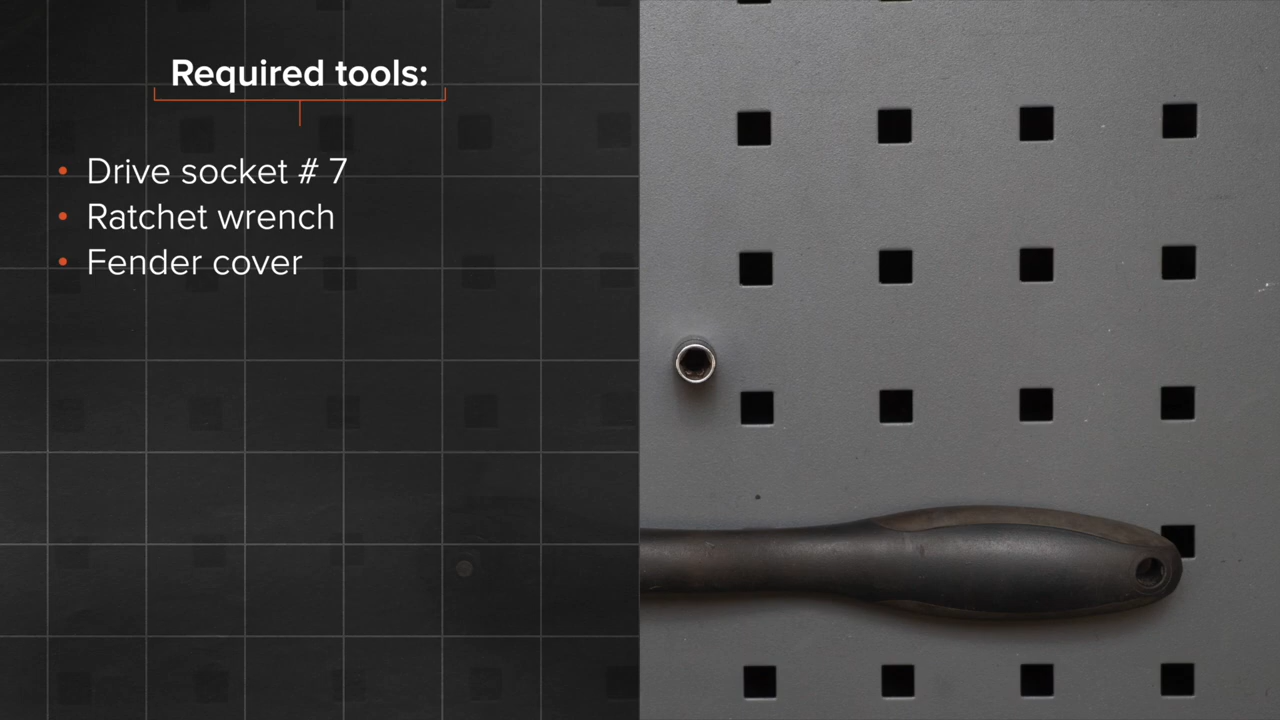 Required tools:
• Drive socket # 7
• Ratchet wrench
• Fender cover